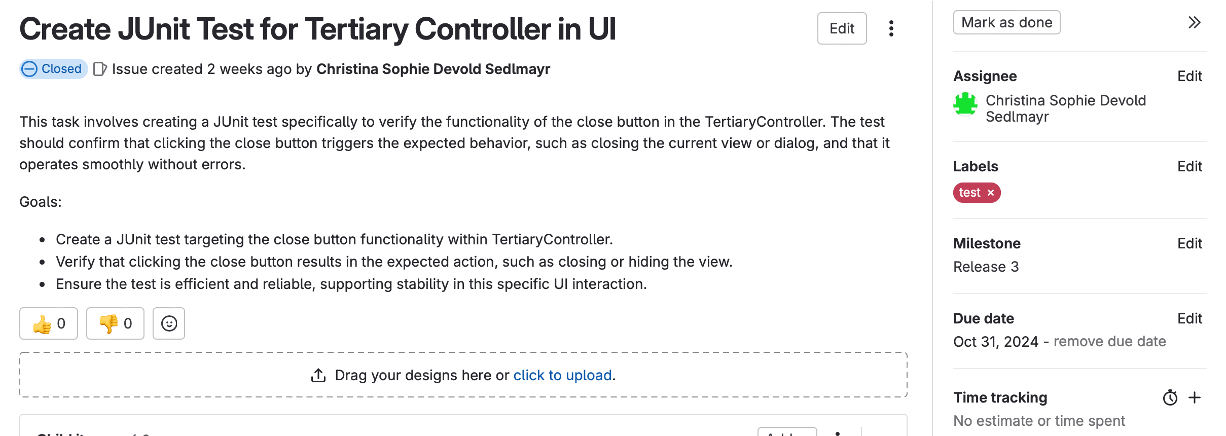 Create JUnit Test for Tertiary Controller in UI
Edit
Closed
Issue created 2 weeks ago by Christina Sophie Devold Sedlmayr
This task involves creating a JUnit test specifically to verify the functionality of the close button in the TertiaryController. The test
should confirm that clicking the close button triggers the expected behavior, such as closing the current view or dialog, and that it
operates smoothly without errors.
Goals:
• Create a JUnit test targeting the close button functionality within TertiaryController.
• Verify that clicking the close button results in the expected action, such as closing or hiding the view.
• Ensure the test is efficient and reliable, supporting stability in this specific UI interaction.
0
0
Drag your designs here or click to upload.
Mark as done
Assignee Edit
Christina Sophie Devold
Sedlmayr
Labels Edit
test ×
Milestone Edit
Release 3
Due date Edit
Oct 31, 2024 - remove due date
Time tracking
No estimate or time spent